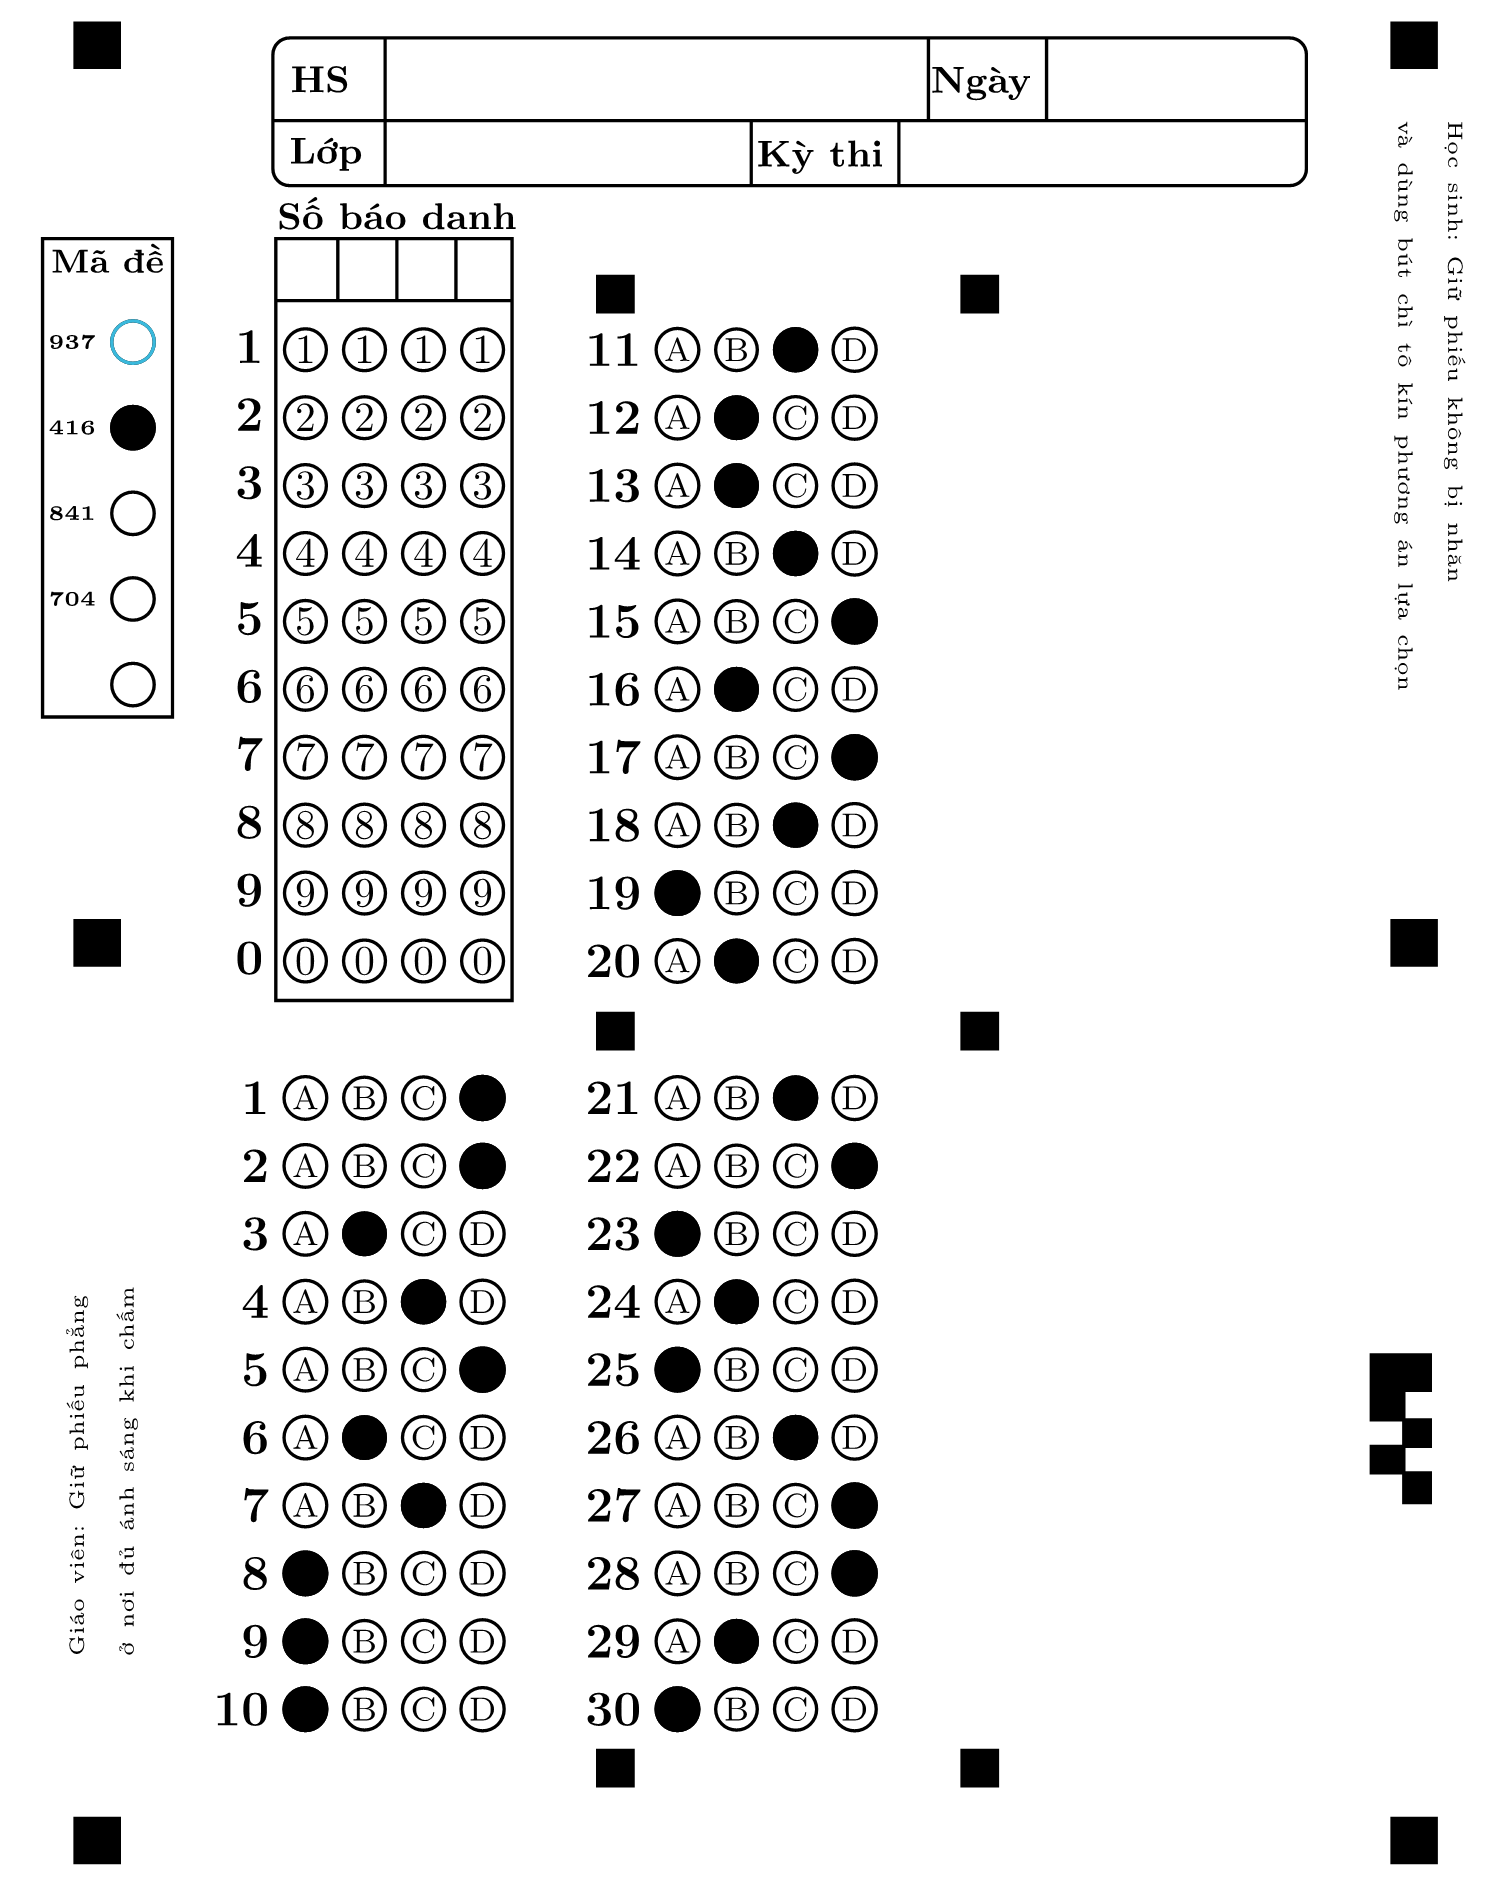 HS
Ngày
Lớp
Kỳ thi
Học sinh: Giữ phiếu không bị nhăn
và dùng bút chì tô kín phương án lựa chọn
Số báo danh
Mã đề
937
416
841
704
1 1 1 1 1
2 2 2 2 2
3 3 3 3 3
4 4 4 4 4
5 5 5 5 5
6 6 6 6 6
7 7 7 7 7
8 8 8 8 8
9 9 9 9 9
0 0 0 0 0
11 A B D
12 A C D
13 A C D
14 A B D
15 A B C
16 A C D
17 A B C
18 A B D
19 B C D
20 A C D
1 A B C
2 A B C
3 A C D
4 A B D
5 A B C
6 A C D
7 A B D
8 B C D
9 B C D
10 B C D
21 A B D
22 A B C
23 B C D
24 A C D
25 B C D
26 A B D
27 A B C
28 A B C
29 A C D
30 B C D
Giáo viên: Giữ phiếu phẳng
ở nơi đủ ánh sáng khi chấm